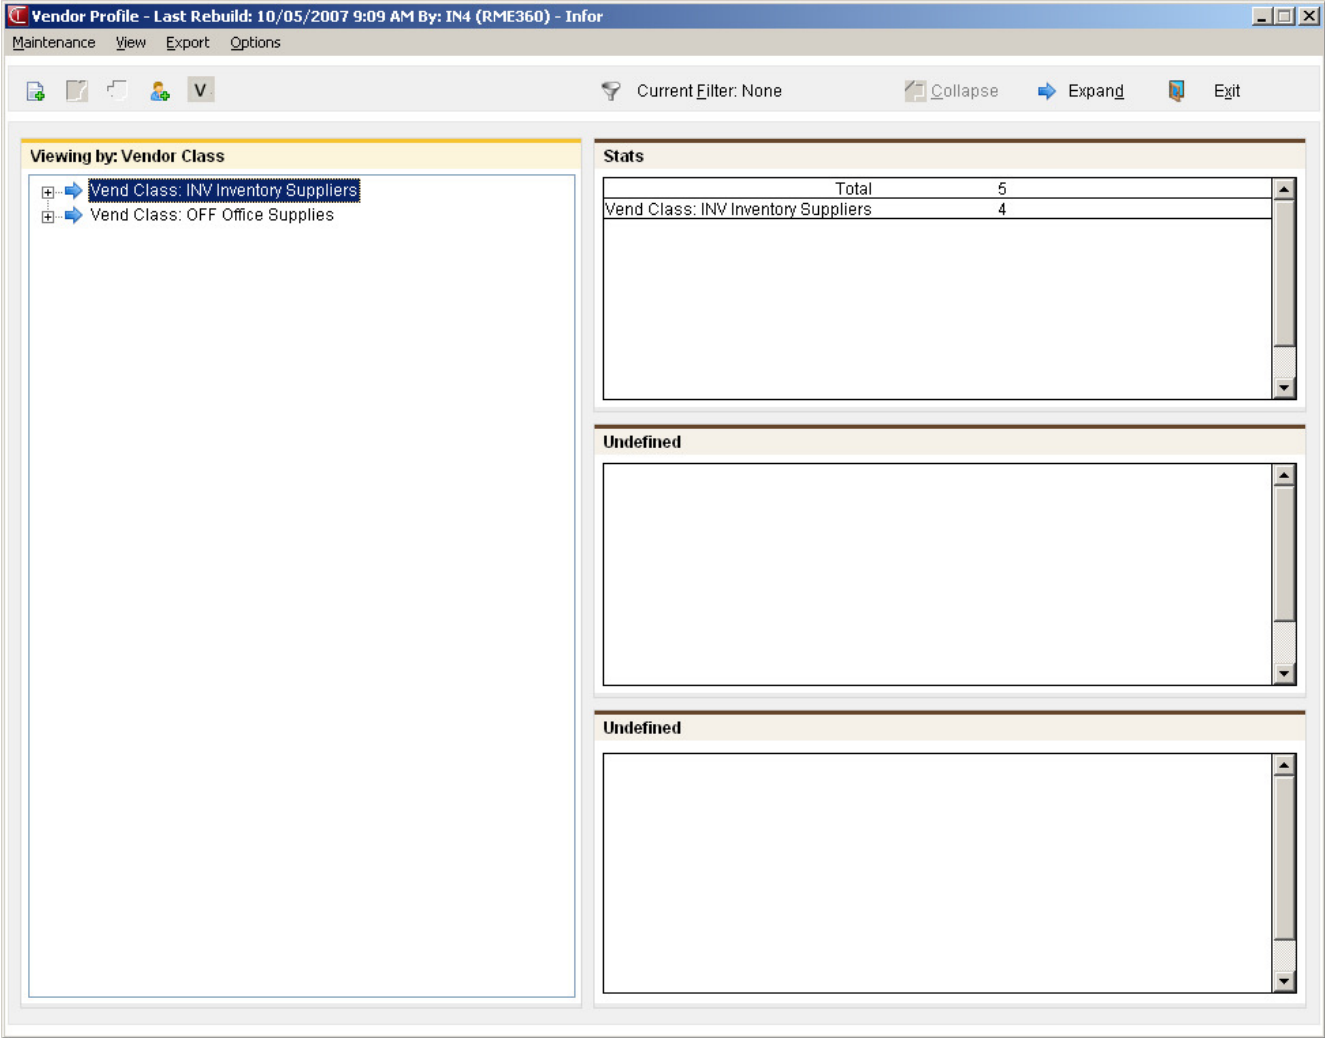 Vendor Profile - Last Rebuild: 10/05/2007 9:09 AM By: IN4 (RME360) - Infor
Maintenance View Export Options
V Current Filter: None Collapse Expand Exit
Viewing by: Vendor Class
Vend Class: INV Inventory Suppliers
Vend Class: OFF Office Supplies
Stats
Total 5
Vend Class: INV Inventory Suppliers 4
Undefined
Undefined